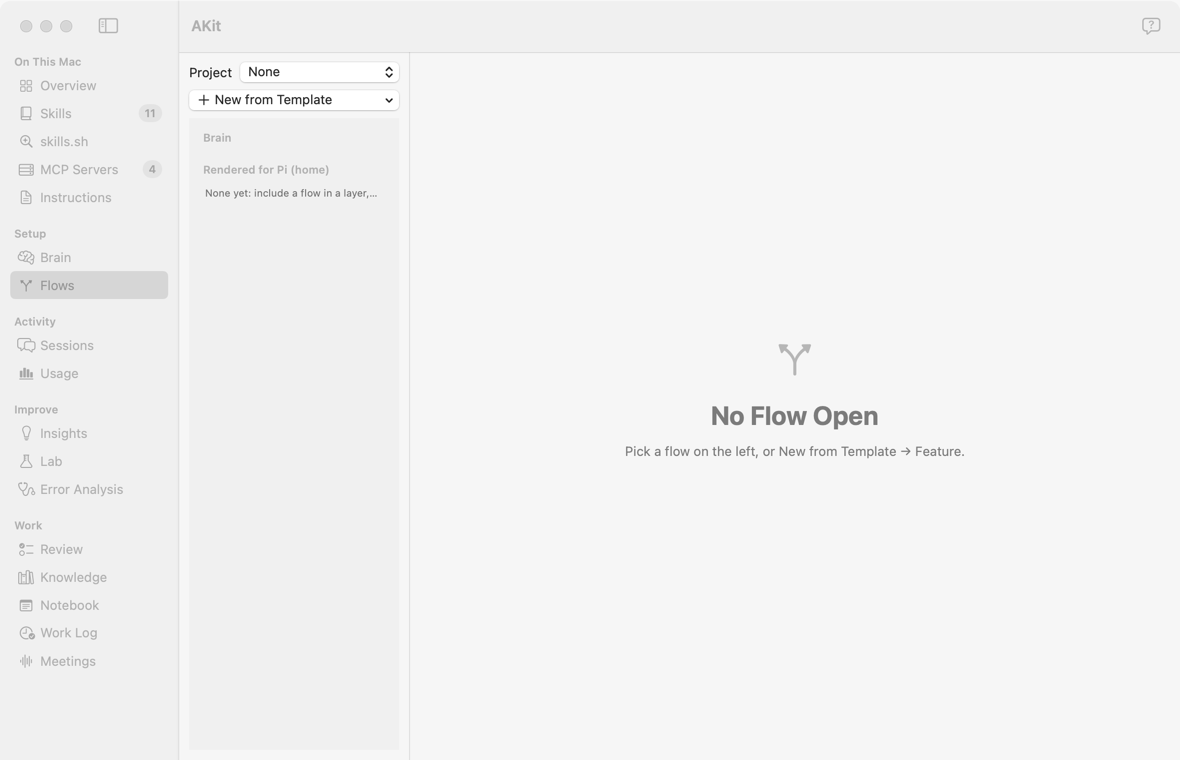 AKit
On This Mac
Overview
Skills 11
skills.sh
MCP Servers 4
Instructions
Setup
Brain
Flows
Activity
Sessions
Usage
Improve
Insights
Lab
Error Analysis
Work
Review
Knowledge
Notebook
Work Log
Meetings
Project None
New from Template
Brain
Rendered for Pi (home)
None yet: include a flow in a layer,...
No Flow Open
Pick a flow on the left, or New from Template → Feature.